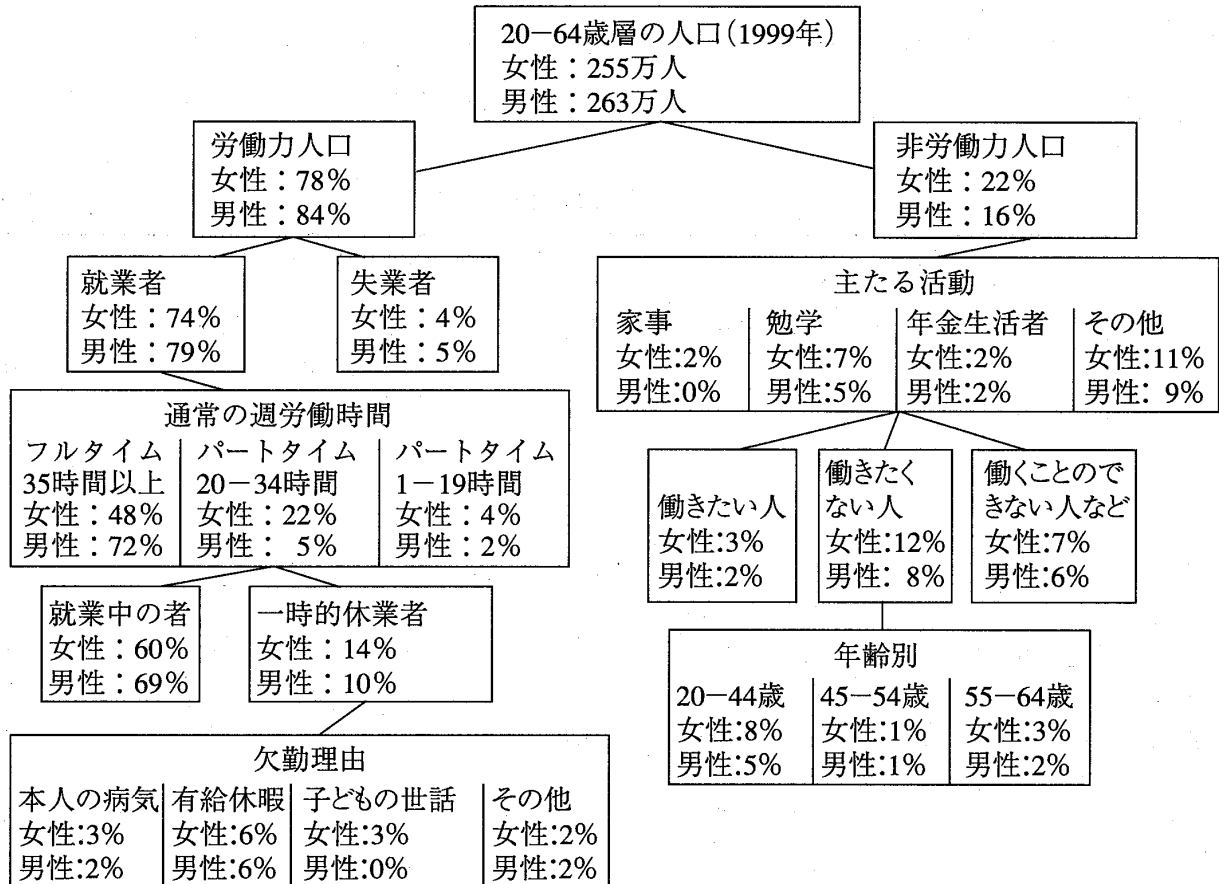 20−64歳層の人口(1999年)
女性：255万人
男性：263万人
労働力人口
女性：78%
男性：84%
非労働力人口
女性：22%
男性：16%
就業者
女性：74%
男性：79%
失業者
女性：4%
男性：5%
主たる活動
家事
女性:2%
男性:0%
勉学
女性:7%
男性:5%
年金生活者
女性:2%
男性:2%
その他
女性:11%
男性: 9%
通常の週労働時間
フルタイム
35時間以上
女性：48%
男性：72%
パートタイム
20−34時間
女性：22%
男性： 5%
パートタイム
1−19時間
女性：4%
男性：2%
働きたい人
女性:3%
男性:2%
働きたく
ない人
女性:12%
男性: 8%
働くことので
きない人など
女性:7%
男性:6%
就業中の者
女性：60%
男性：69%
一時的休業者
女性：14%
男性：10%
年齢別
20−44歳
女性:8%
男性:5%
45−54歳
女性:1%
男性:1%
55−64歳
女性:3%
男性:2%
欠勤理由
本人の病気
女性:3%
男性:2%
有給休暇
女性:6%
男性:6%
子どもの世話
女性:3%
男性:0%
その他
女性:2%
男性:2%